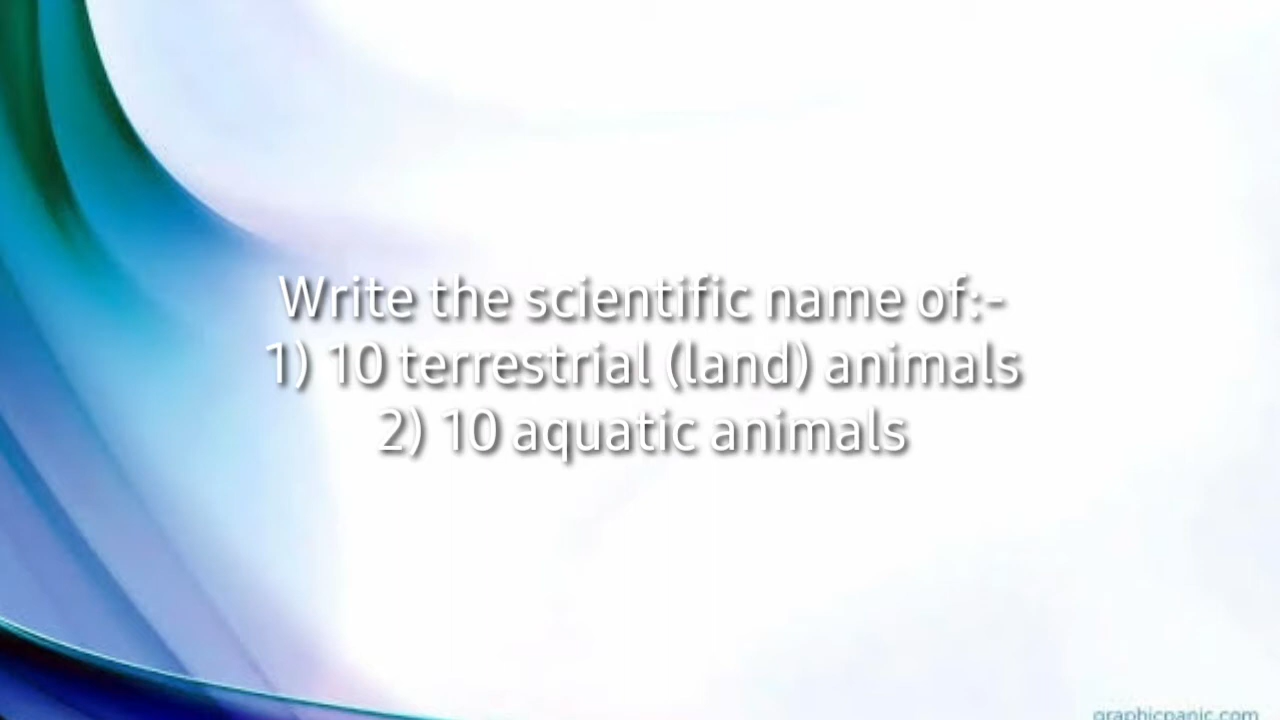 Write the scientific name of:-
1) 10 terrestrial (land) animals
2) 10 aquatic animals
graphicpanic.com